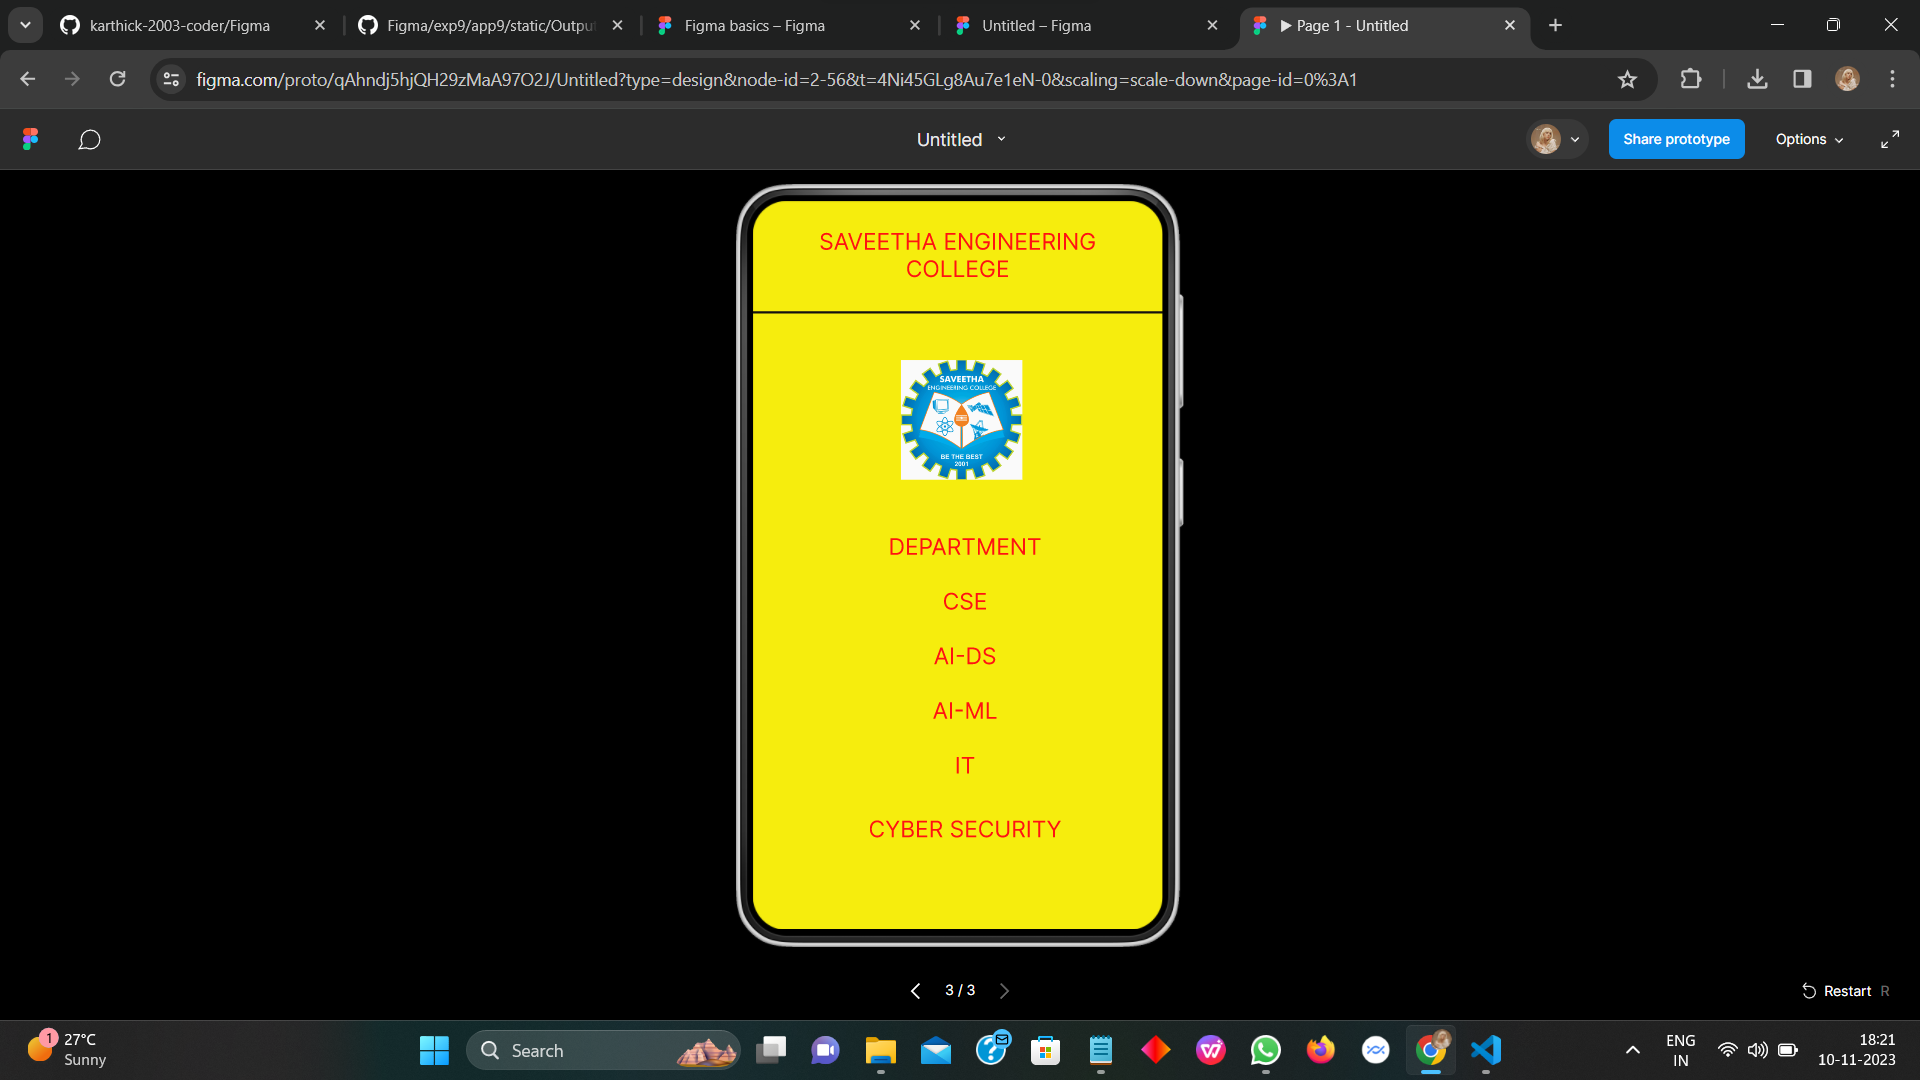 karthick-2003-coder/Figma
Figma/exp9/app9/static/Outpu
Figma basics – Figma
Untitled – Figma
▶ Page 1 - Untitled
figma.com/proto/qAhndj5hjQH29zMaA97O2J/Untitled?type=design&node-id=2-56&t=4Ni45GLg8Au7e1eN-0&scaling=scale-down&page-id=0%3A1
Untitled
Share prototype
Options
SAVEETHA ENGINEERING
COLLEGE
SAVEETHA
ENGINEERING COLLEGE
BE THE BEST
2001
DEPARTMENT
CSE
AI-DS
AI-ML
IT
CYBER SECURITY
3 / 3
Restart R
1
27°C
Sunny
Search
ENG
IN
18:21
10-11-2023